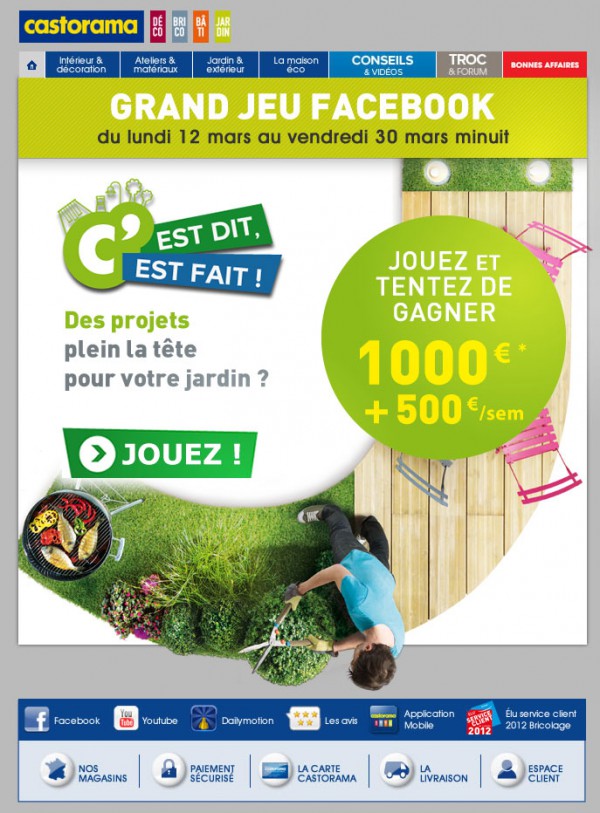 castorama
DÉ
CO
BRI
CO
BÂ
TI
JAR
DIN
Intérieur &
décoration
Ateliers &
matériaux
Jardin &
extérieur
La maison
éco
CONSEILS
& VIDÉOS
TROC
& FORUM
BONNES AFFAIRES
GRAND JEU FACEBOOK
du lundi 12 mars au vendredi 30 mars minuit
C'EST DIT,
EST FAIT !
Des projets
plein la tête
pour votre jardin ?
JOUEZ !
JOUEZ ET
TENTEZ DE
GAGNER
1000€*
+ 500€/sem
Facebook
You
Tube
Youtube
Dailymotion
Les avis
castorama
Application
Mobile
SERVICE
CLIENT
2012
Élu service client
2012 Bricolage
NOS
MAGASINS
PAIEMENT
SÉCURISÉ
LA CARTE
CASTORAMA
LA
LIVRAISON
ESPACE
CLIENT